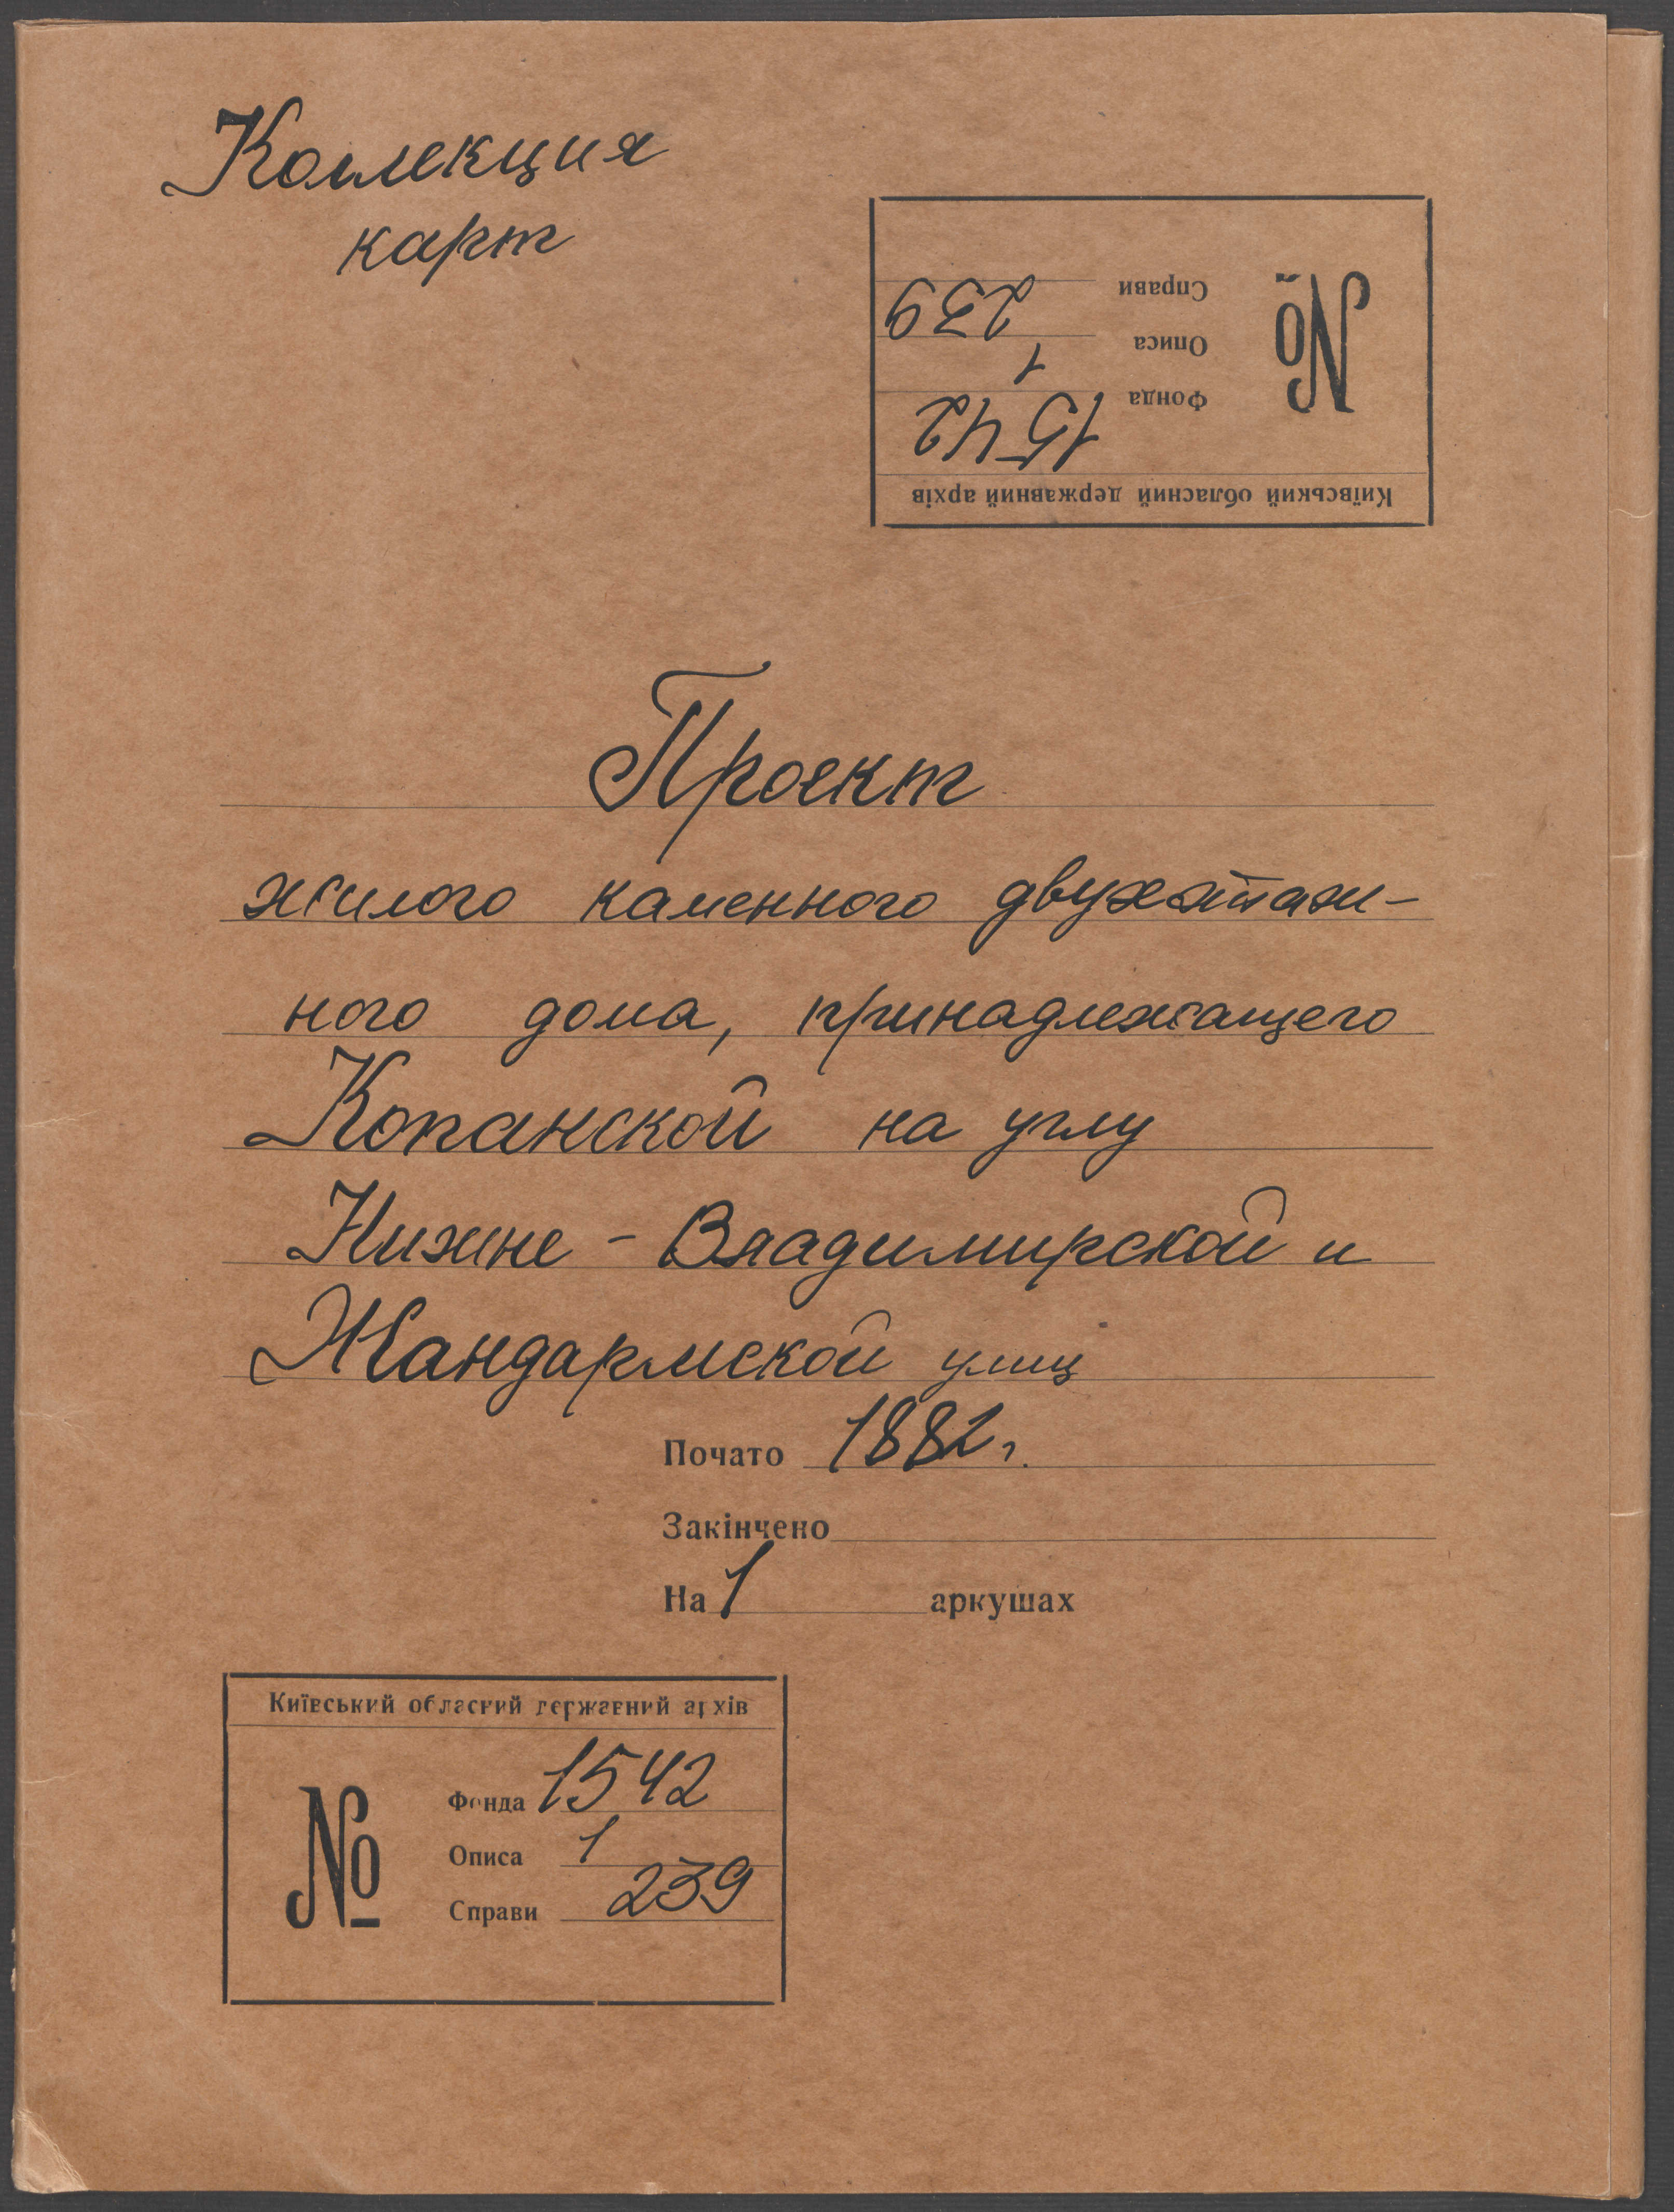 Коллекция
карт
Київський обласний державний архів
№
Фонда 1542
Описа 1
Справи 239
Проект
жилого каменного двухэтаж-
ного дома, принадлежащего
Копанской на углу
Нижне - Владимирской и
Жандармской улиц
Почато 1882 г.
Закінчено
На 1 аркушах
Київський обласний державний архів
№
Фонда 1542
Описа 1
Справи 239